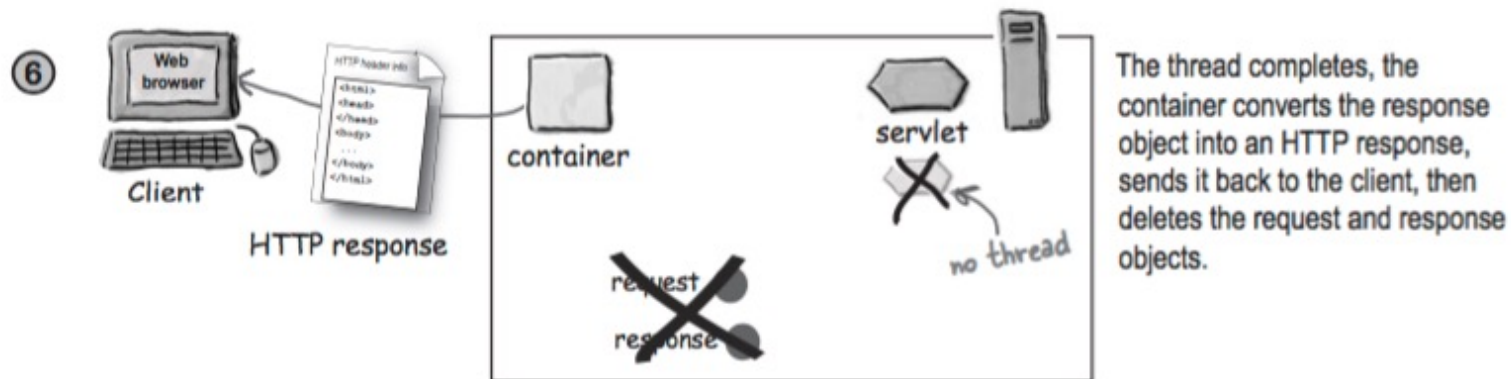 6
Web
browser
Client
HTTP header info
<html>
<head>
</head>
<body>
...
</body>
</html>
HTTP response
container
servlet
no thread
request
response
The thread completes, the
container converts the response
object into an HTTP response,
sends it back to the client, then
deletes the request and response
objects.